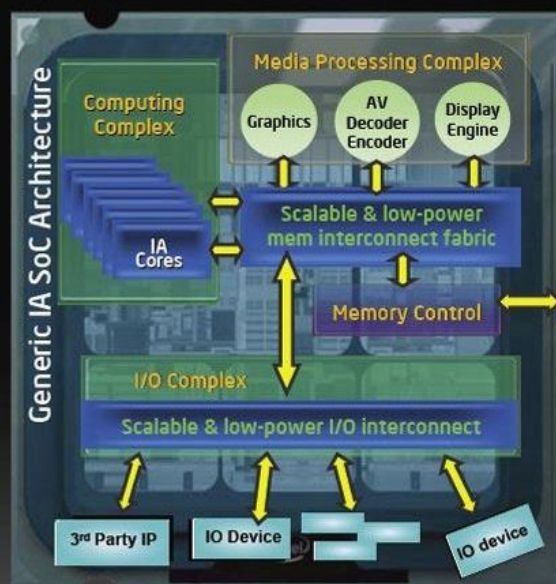 Generic IA SoC Architecture
Media Processing Complex
Computing
Complex
Graphics
AV
Decoder
Encoder
Display
Engine
IA
Cores
Scalable & low-power
mem interconnect fabric
Memory Control
I/O Complex
Scalable & low-power I/O interconnect
3rd Party IP
IO Device
IO device